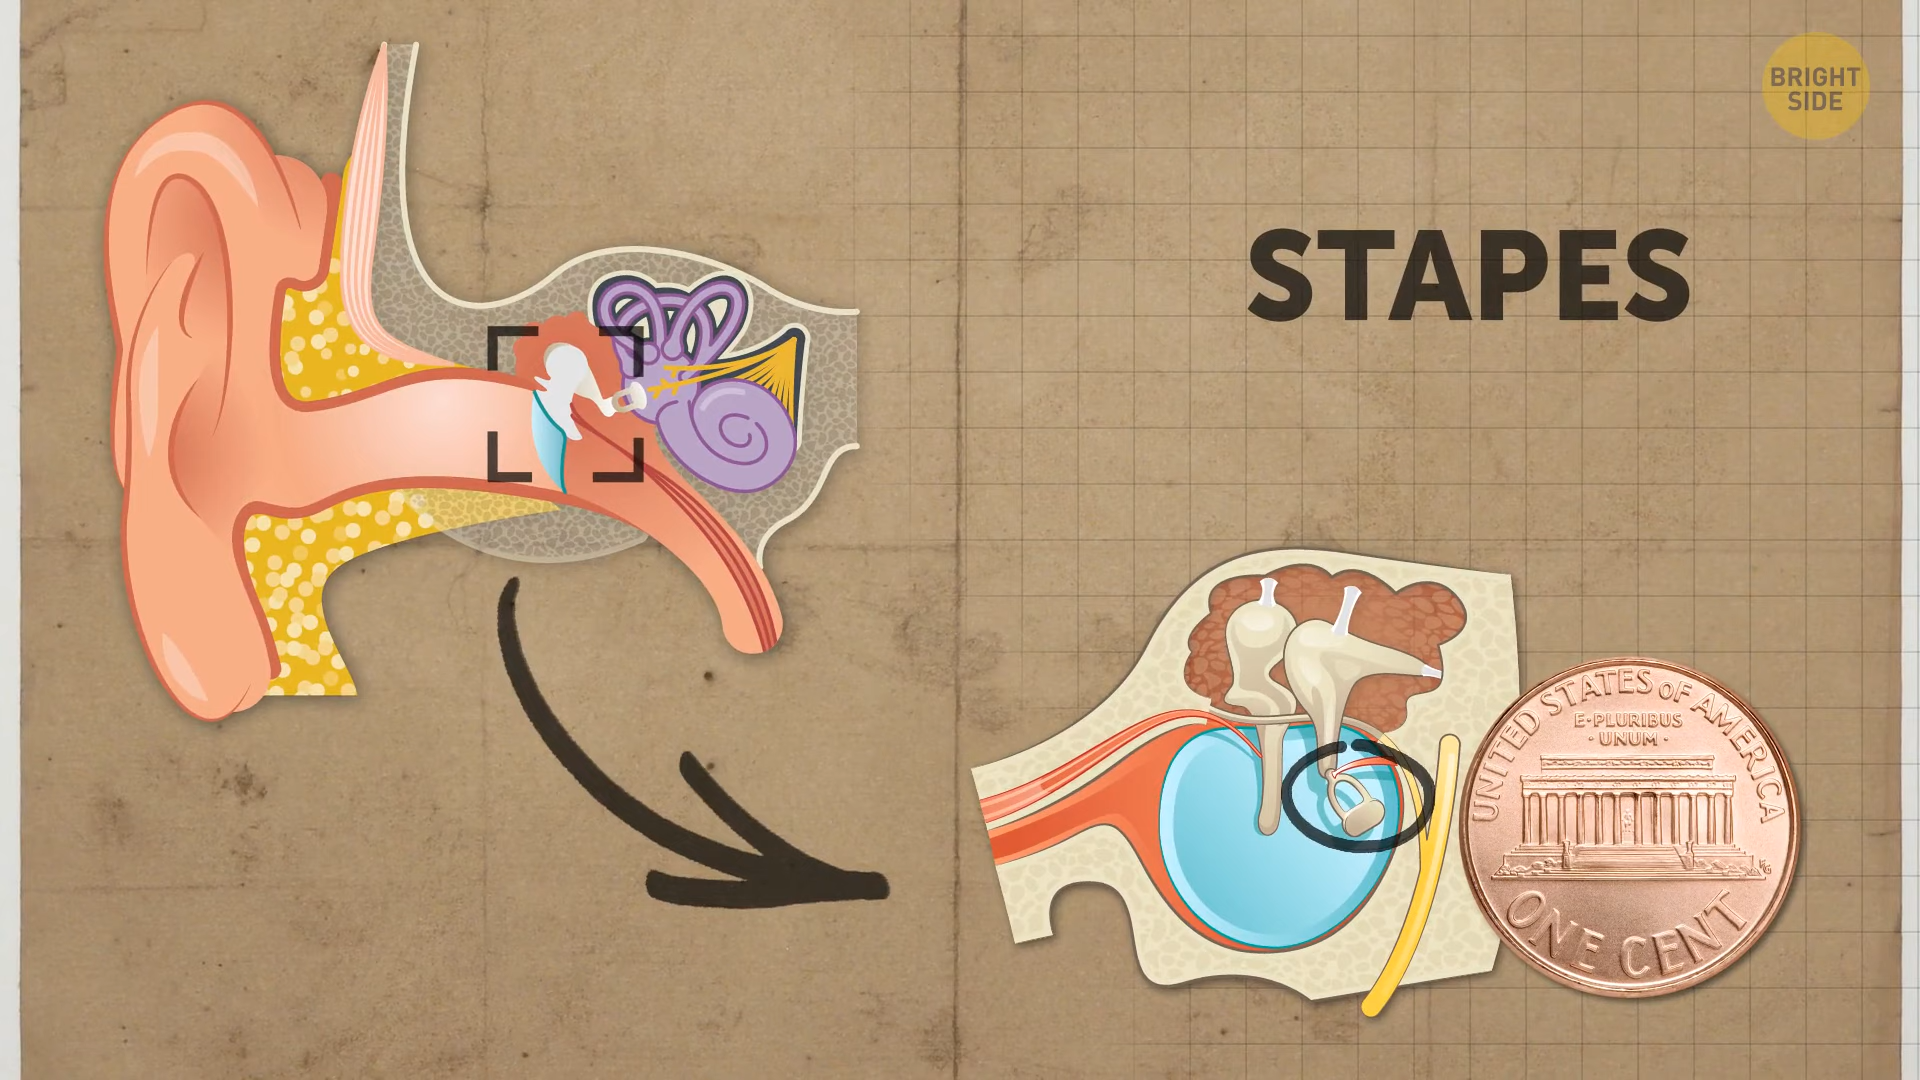 BRIGHT
SIDE
STAPES
UNITED STATES OF AMERICA
E·PLURIBUS
·UNUM·
ONE CENT